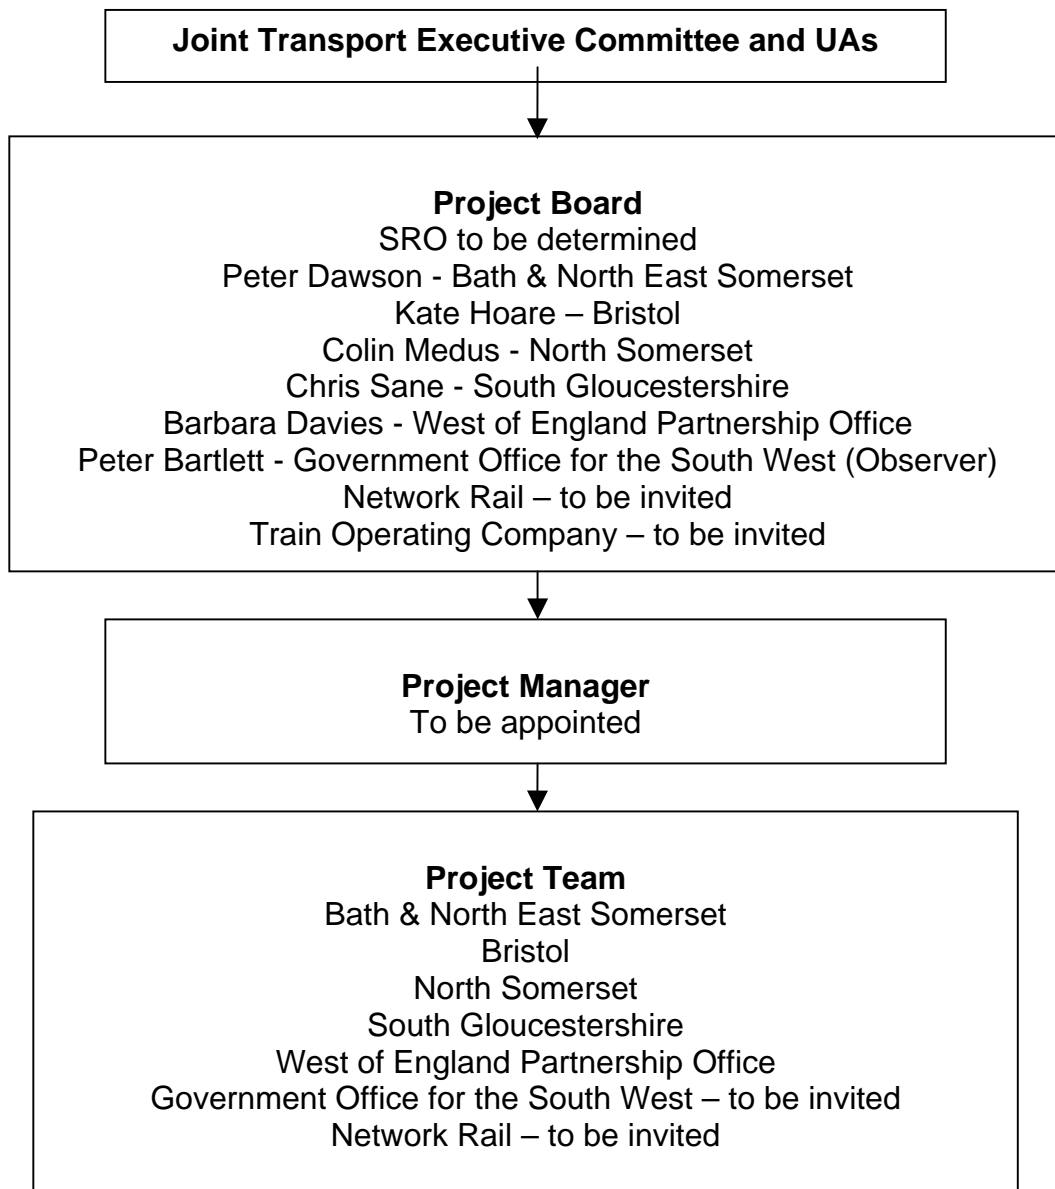 Joint Transport Executive Committee and UAs
Project Board
SRO to be determined
Peter Dawson - Bath & North East Somerset
Kate Hoare – Bristol
Colin Medus - North Somerset
Chris Sane - South Gloucestershire
Barbara Davies - West of England Partnership Office
Peter Bartlett - Government Office for the South West (Observer)
Network Rail – to be invited
Train Operating Company – to be invited
Project Manager
To be appointed
Project Team
Bath & North East Somerset
Bristol
North Somerset
South Gloucestershire
West of England Partnership Office
Government Office for the South West – to be invited
Network Rail – to be invited